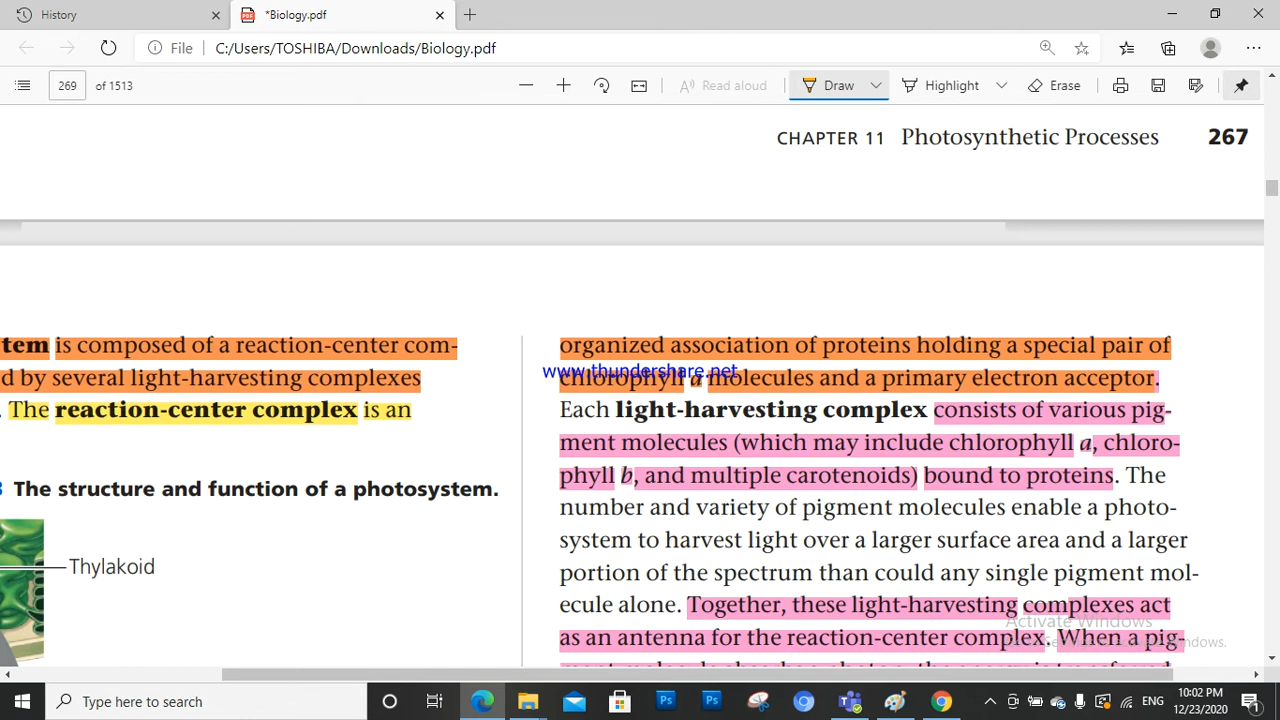 History
*Biology.pdf
File
C:/Users/TOSHIBA/Downloads/Biology.pdf
269 of 1513
Read aloud
Draw
Highlight
Erase
CHAPTER 11 Photosynthetic Processes 267
tem is composed of a reaction-center com-
d by several light-harvesting complexes
. The reaction-center complex is an
3 The structure and function of a photosystem.
Thylakoid
organized association of proteins holding a special pair of
www.thundershare.net
chlorophyll a molecules and a primary electron acceptor.
Each light-harvesting complex consists of various pig-
ment molecules (which may include chlorophyll a, chloro-
phyll b, and multiple carotenoids) bound to proteins. The
number and variety of pigment molecules enable a photo-
system to harvest light over a larger surface area and a larger
portion of the spectrum than could any single pigment mol-
ecule alone. Together, these light-harvesting complexes act
as an antenna for the reaction-center complex. When a pig-
Activate Windows
Type here to search
ENG
10:02 PM
12/23/2020